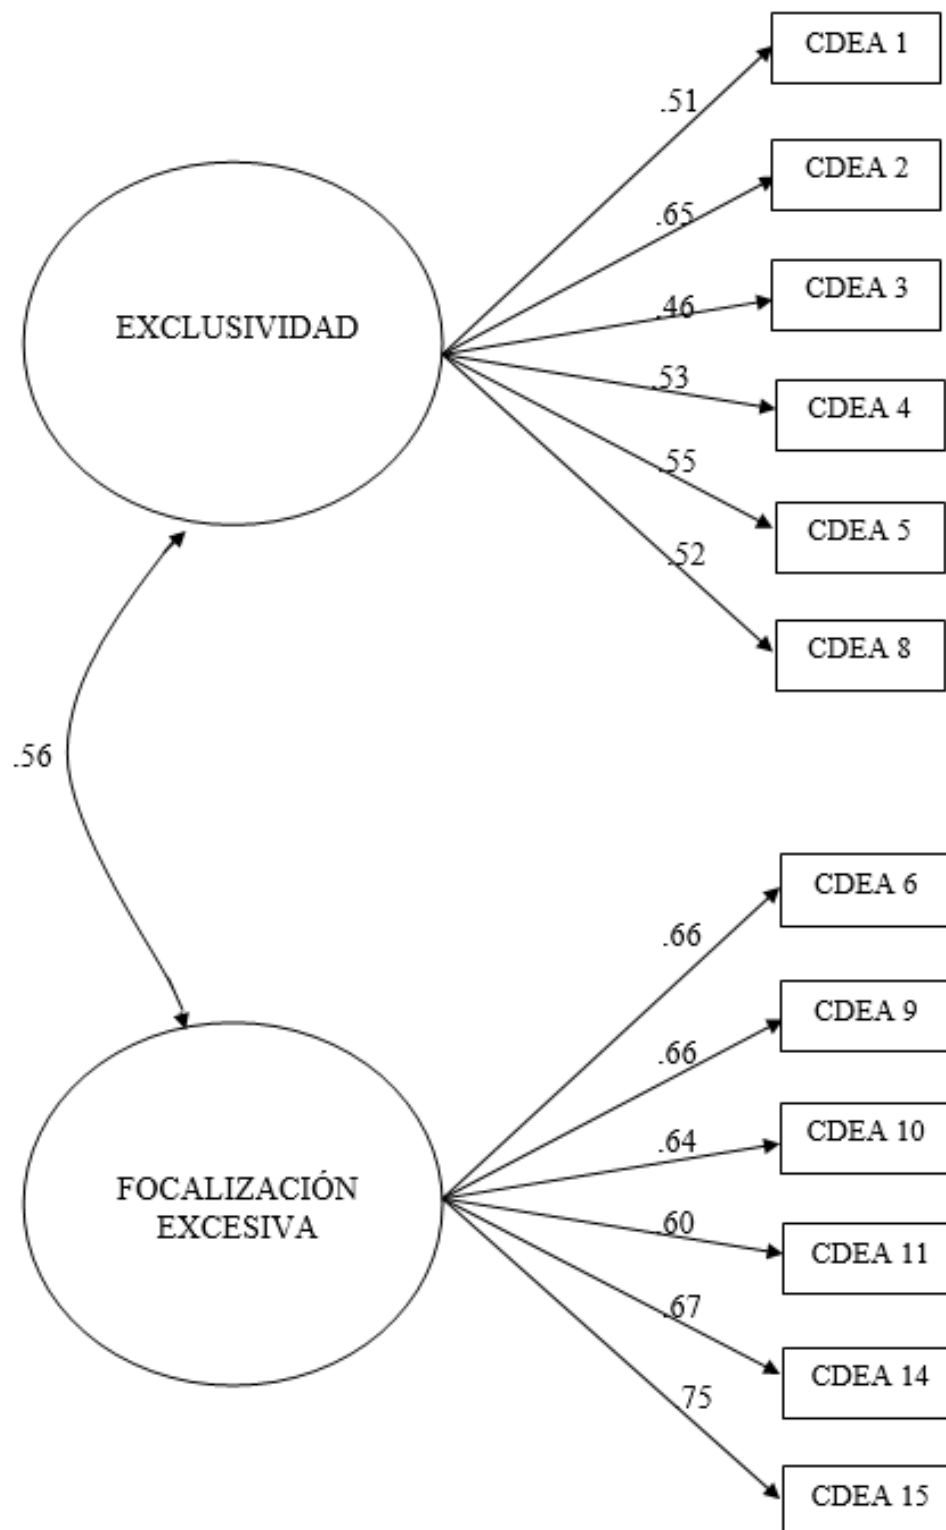 CDEA 1
.51
CDEA 2
.65
CDEA 3
.46
EXCLUSIVIDAD
.53
CDEA 4
.55
CDEA 5
.52
CDEA 8
.56
CDEA 6
.66
CDEA 9
.66
CDEA 10
.64
FOCALIZACIÓN
EXCESIVA
.60
CDEA 11
.67
CDEA 14
75
CDEA 15